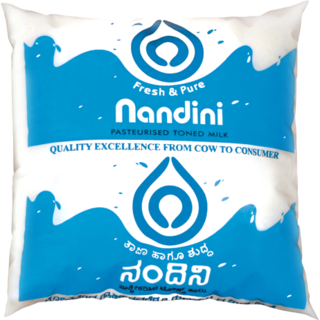 Fresh & Pure
nandini
PASTEURISED TONED MILK
QUALITY EXCELLENCE FROM COW TO CONSUMER
ತಾಜಾ ಹಾಗೂ ಶುದ್ಧ
ನಂದಿನಿ